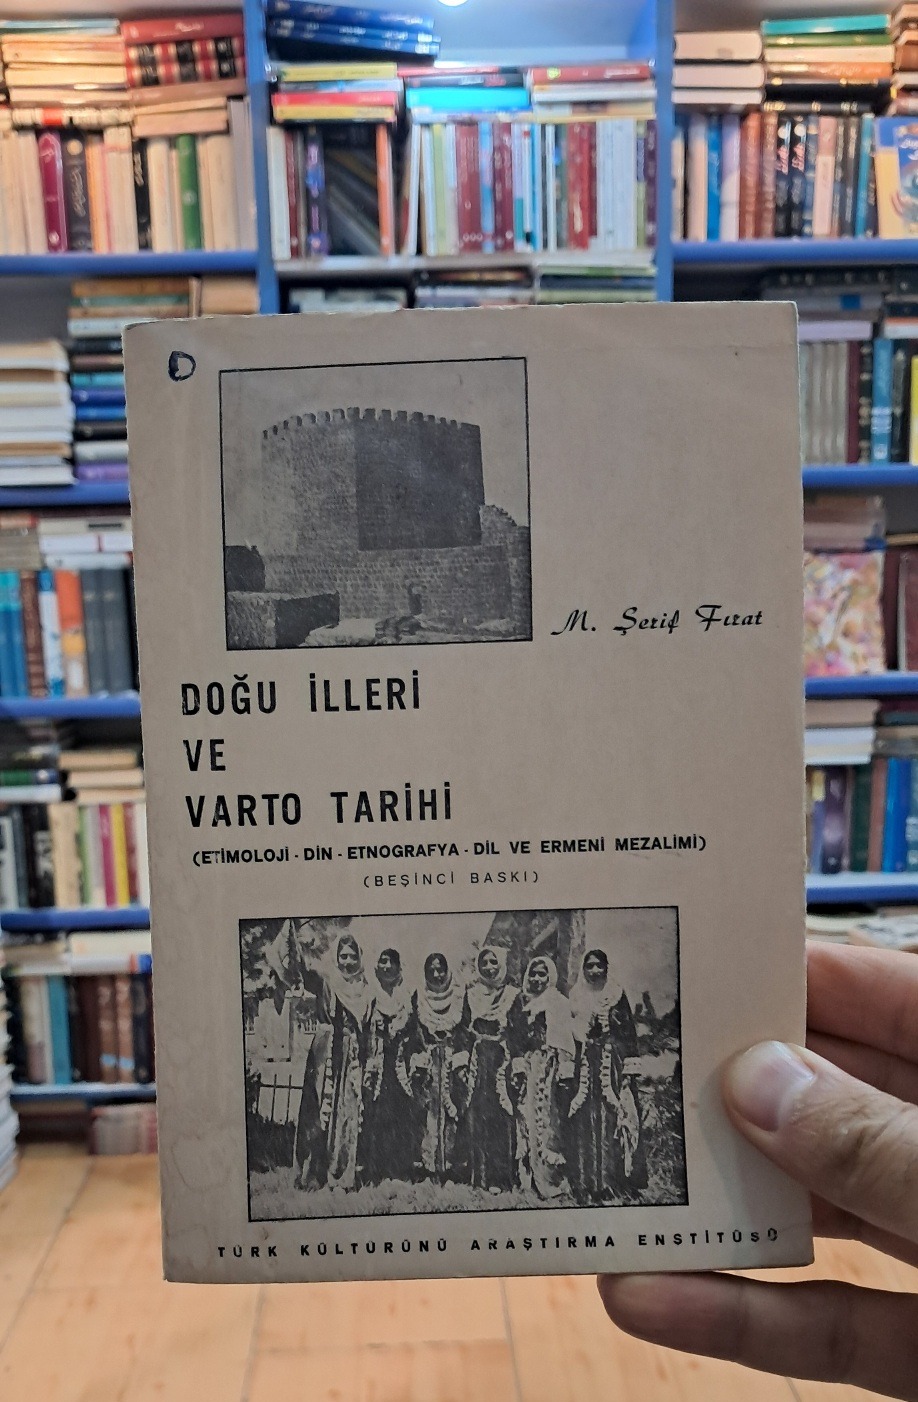 D
M. Şerif Fırat
DOĞU İLLERİ
VE
VARTO TARİHİ
(ETİMOLOJİ - DİN - ETNOGRAFYA - DİL VE ERMENİ MEZALİMİ)
(BEŞİNCİ BASKI)
TÜRK KÜLTÜRÜNÜ ARAŞTIRMA ENSTİTÜSÜ